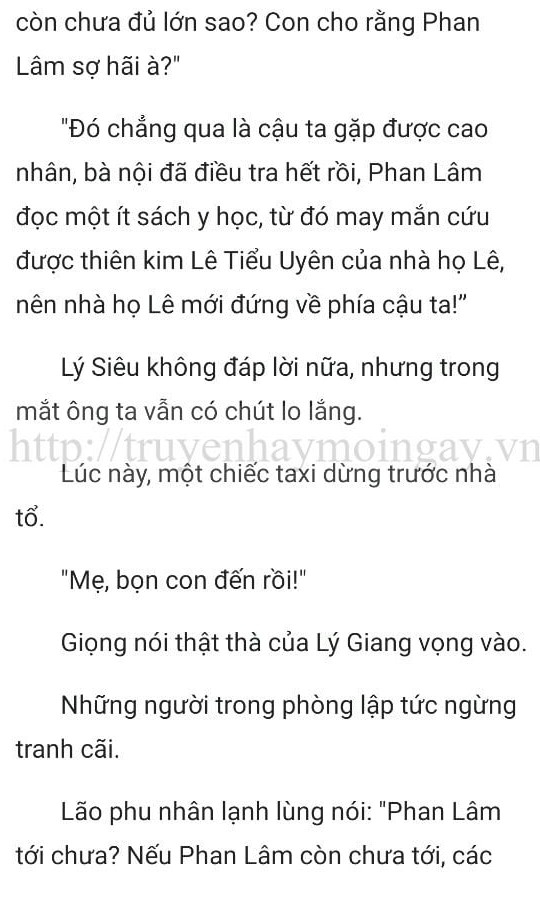 còn chưa đủ lớn sao? Con cho rằng Phan
Lâm sợ hãi à?"
"Đó chẳng qua là cậu ta gặp được cao
nhân, bà nội đã điều tra hết rồi, Phan Lâm
đọc một ít sách y học, từ đó may mắn cứu
được thiên kim Lê Tiểu Uyên của nhà họ Lê,
nên nhà họ Lê mới đứng về phía cậu ta!”
Lý Siêu không đáp lời nữa, nhưng trong
mắt ông ta vẫn có chút lo lắng.
http://truyenhaymoingay.vn
Lúc này, một chiếc taxi dừng trước nhà
tổ.
"Mẹ, bọn con đến rồi!"
Giọng nói thật thà của Lý Giang vọng vào.
Những người trong phòng lập tức ngừng
tranh cãi.
Lão phu nhân lạnh lùng nói: "Phan Lâm
tới chưa? Nếu Phan Lâm còn chưa tới, các